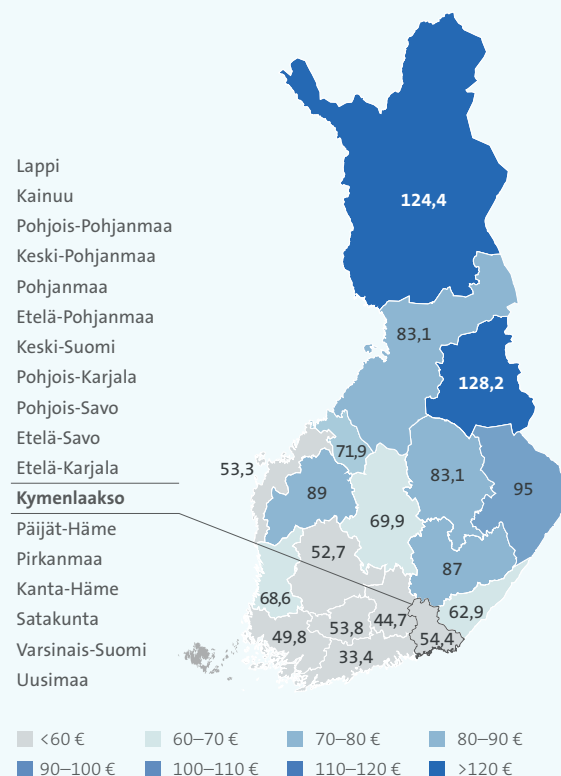 Lappi
Kainuu
Pohjois-Pohjanmaa
Keski-Pohjanmaa
Pohjanmaa
Etelä-Pohjanmaa
Keski-Suomi
Pohjois-Karjala
Pohjois-Savo
Etelä-Savo
Etelä-Karjala
Kymenlaakso
Päijät-Häme
Pirkanmaa
Kanta-Häme
Satakunta
Varsinais-Suomi
Uusimaa
124,4
83,1
128,2
71,9
53,3
83,1
89
95
69,9
52,7
87
68,6
44,7
62,9
53,8
49,8
54,4
33,4
<60 € 60–70 € 70–80 € 80–90 €
90–100 € 100–110 € 110–120 € >120 €